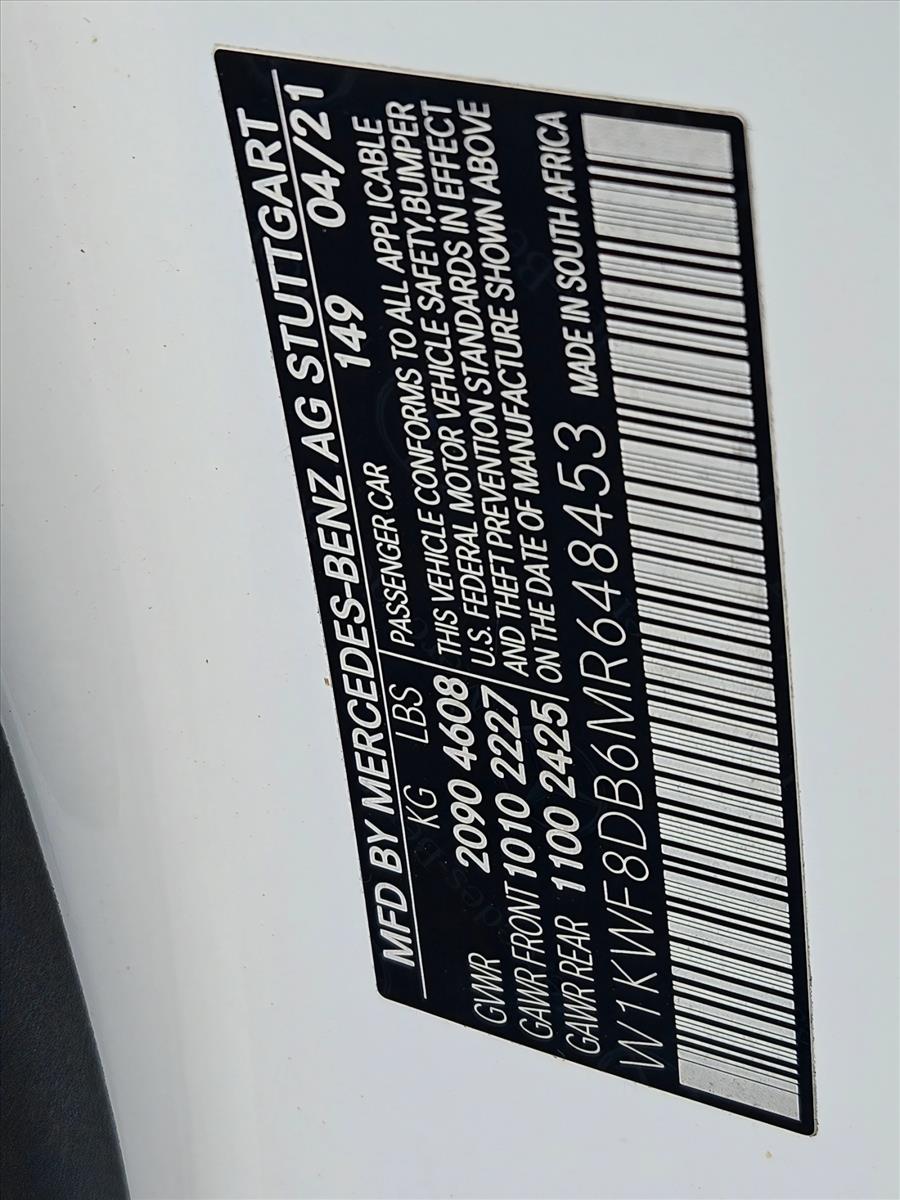 MFD BY MERCEDES-BENZ AG STUTTGART
149 04/21
KG LBS
GVWR 2090 4608
GAWR FRONT 1010 2227
GAWR REAR 1100 2425
PASSENGER CAR
THIS VEHICLE CONFORMS TO ALL APPLICABLE
U.S. FEDERAL MOTOR VEHICLE SAFETY,BUMPER
AND THEFT PREVENTION STANDARDS IN EFFECT
ON THE DATE OF MANUFACTURE SHOWN ABOVE
W1KWF8DB6MR648453 MADE IN SOUTH AFRICA